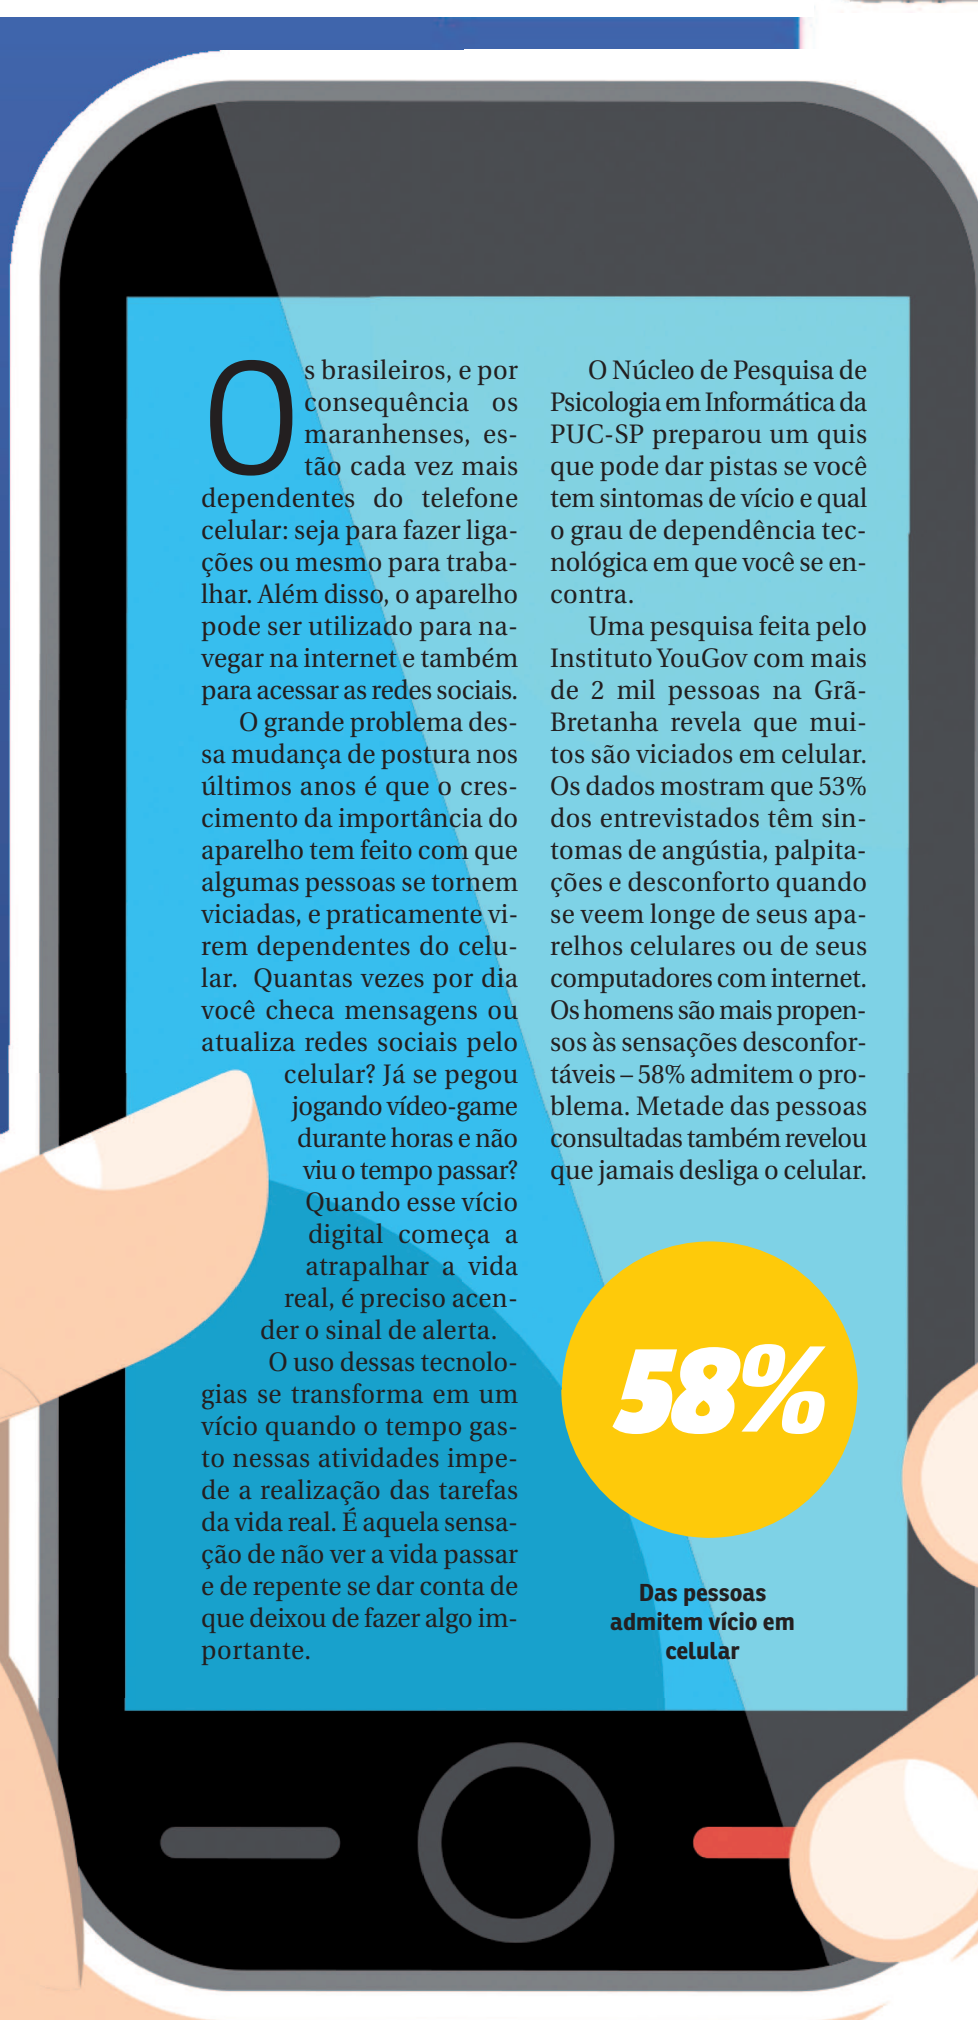 Os brasileiros, e por
consequência os
maranhenses, es-
tão cada vez mais
dependentes do telefone
celular: seja para fazer liga-
ções ou mesmo para traba-
lhar. Além disso, o aparelho
pode ser utilizado para na-
vegar na internet e também
para acessar as redes sociais.
O grande problema des-
sa mudança de postura nos
últimos anos é que o cres-
cimento da importância do
aparelho tem feito com que
algumas pessoas se tornem
viciadas, e praticamente vi-
rem dependentes do celu-
lar. Quantas vezes por dia
você checa mensagens ou
atualiza redes sociais pelo
celular? Já se pegou
jogando vídeo-game
durante horas e não
viu o tempo passar?
Quando esse vício
digital começa a
atrapalhar a vida
real, é preciso acen-
der o sinal de alerta.
O uso dessas tecnolo-
gias se transforma em um
vício quando o tempo gas-
to nessas atividades impe-
de a realização das tarefas
da vida real. É aquela sensa-
ção de não ver a vida passar
e de repente se dar conta de
que deixou de fazer algo im-
portante.
O Núcleo de Pesquisa de
Psicologia em Informática da
PUC-SP preparou um quis
que pode dar pistas se você
tem sintomas de vício e qual
o grau de dependência tec-
nológica em que você se en-
contra.
Uma pesquisa feita pelo
Instituto YouGov com mais
de 2 mil pessoas na Grã-
Bretanha revela que mui-
tos são viciados em celular.
Os dados mostram que 53%
dos entrevistados têm sin-
tomas de angústia, palpita-
ções e desconforto quando
se veem longe de seus apa-
relhos celulares ou de seus
computadores com internet.
Os homens são mais propen-
sos às sensações desconfor-
táveis – 58% admitem o pro-
blema. Metade das pessoas
consultadas também revelou
que jamais desliga o celular.
58%
Das pessoas
admitem vício em
celular